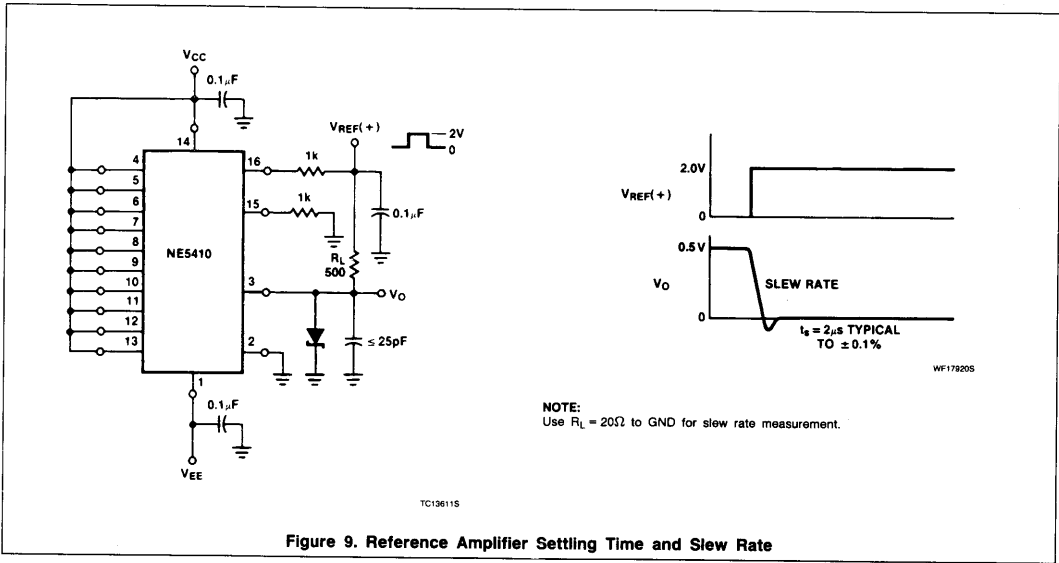 VCC
0.1µF
VREF(+)
2V
0
14
4
16
1k
5
6
15
1k
0.1µF
7
8
NE5410
RL
500
9
10
3
VO
11
12
2
≤ 25pF
13
1
0.1µF
VEE
TC13611S
2.0V
VREF(+)
0
0.5V
VO
SLEW RATE
0
ts = 2µs TYPICAL
TO ± 0.1%
WF17920S
NOTE:
Use RL = 20Ω to GND for slew rate measurement.
Figure 9. Reference Amplifier Settling Time and Slew Rate